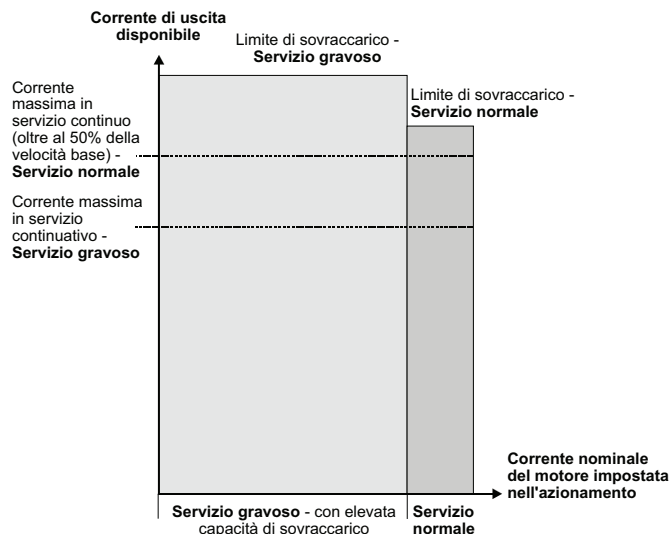 Corrente di uscita
disponibile
Limite di sovraccarico -
Servizio gravoso
Corrente
massima in
servizio continuo
(oltre al 50% della
velocità base) -
Servizio normale
Limite di sovraccarico -
Servizio normale
Corrente massima
in servizio
continuativo -
Servizio gravoso
Corrente nominale
del motore impostata
nell'azionamento
Servizio gravoso - con elevata
capacità di sovraccarico
Servizio
normale